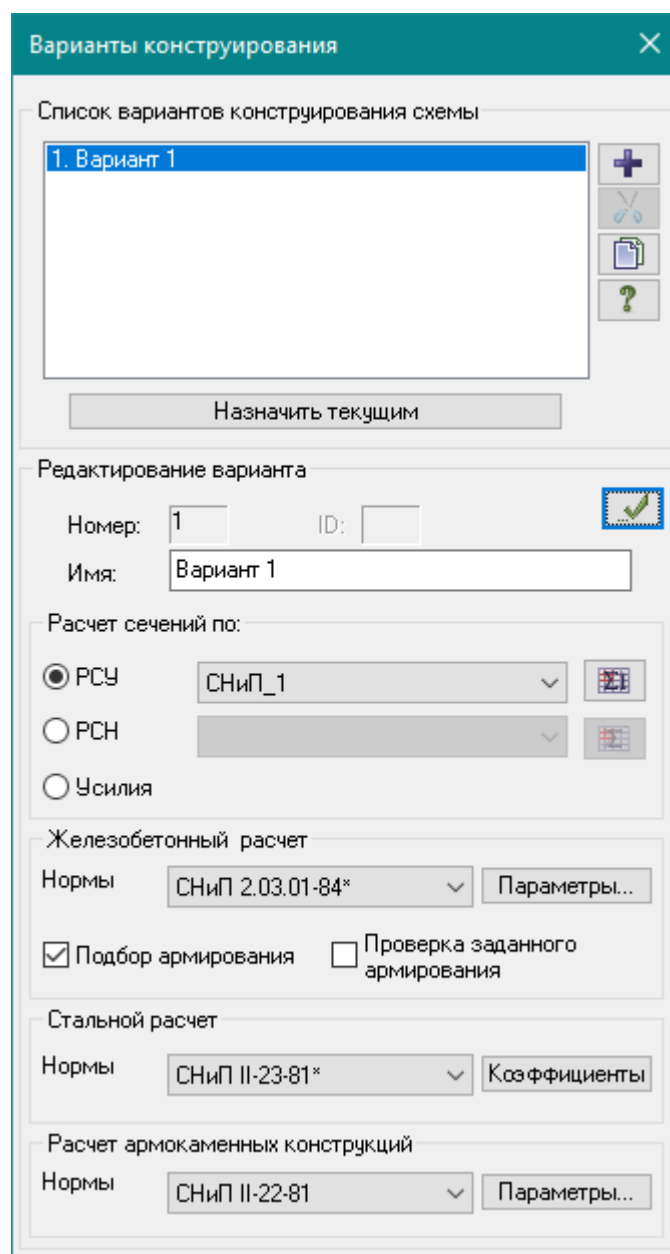 Варианты конструирования
Список вариантов конструирования схемы
1. Вариант 1
Назначить текущим
Редактирование варианта
Номер: 1 ID:
Имя: Вариант 1
Расчет сечений по:
РСУ СНиП_1
РСН
Усилия
Железобетонный расчет
Нормы СНиП 2.03.01-84* Параметры...
Подбор армирования
Проверка заданного
армирования
Стальной расчет
Нормы СНиП II-23-81* Коэффициенты
Расчет армокаменных конструкций
Нормы СНиП II-22-81 Параметры...